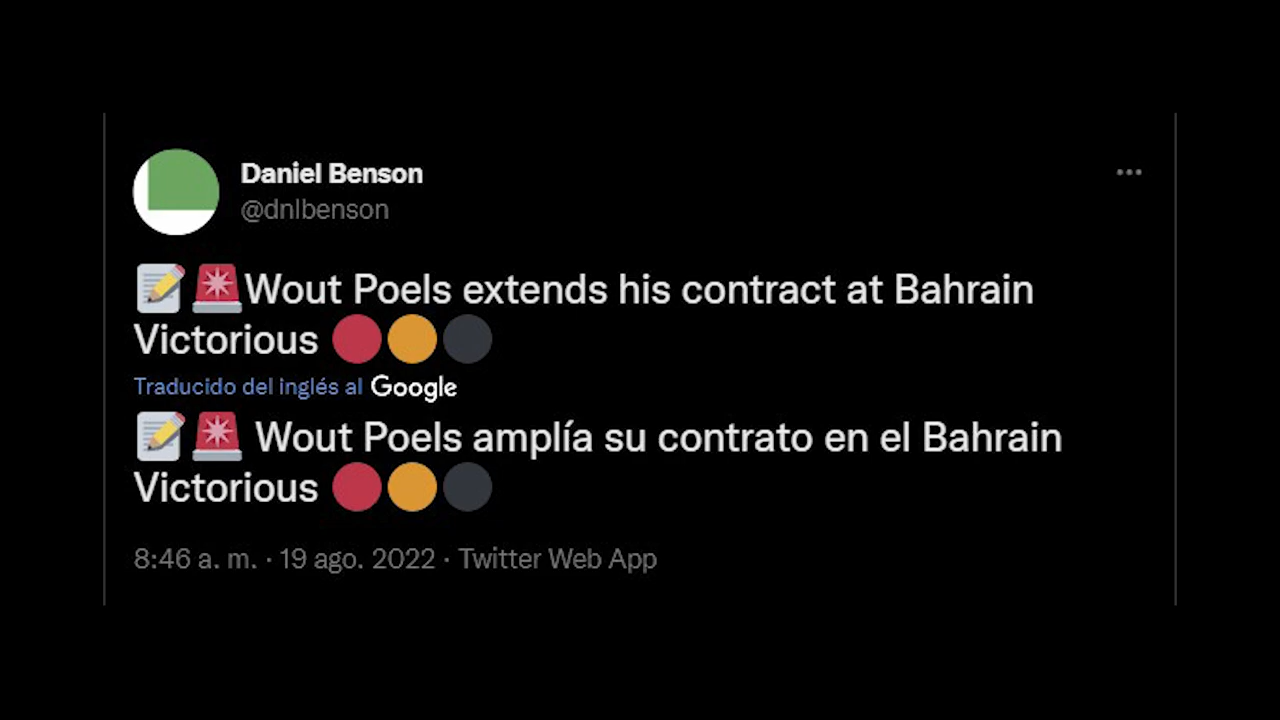 Daniel Benson
@dnlbenson
📝🚨Wout Poels extends his contract at Bahrain
Victorious 🔴🟠⚫
Traducido del inglés al Google
📝🚨 Wout Poels amplía su contrato en el Bahrain
Victorious 🔴🟠⚫
8:46 a. m. · 19 ago. 2022 · Twitter Web App